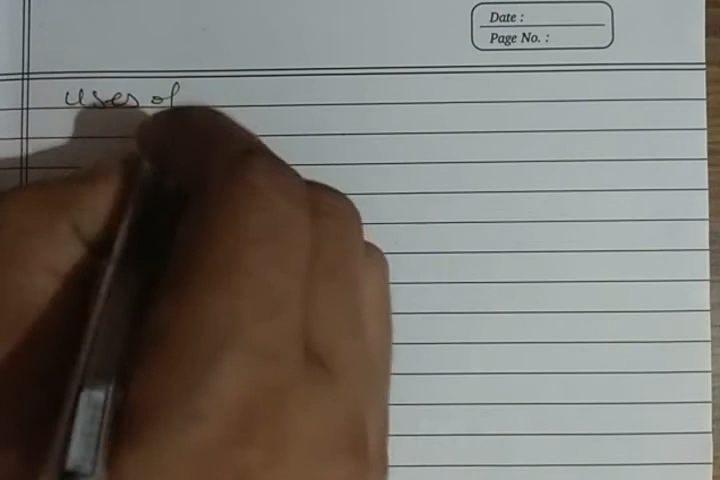 Date :
Page No. :
uses of